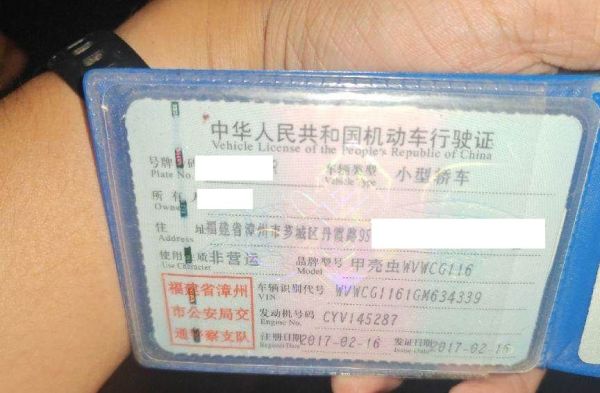 中华人民共和国机动车行驶证
Vehicle License of the People's Republic of China
号牌 码 车辆类型 小型轿车
Plate No. Vehicle Type
所 有 人
Owner
住 址 福建省漳州市芗城区丹霞路95
Address
使用 质 非营运 品牌型号 甲壳虫WVWCG116
Use Character Model
福建省漳州 车辆识别代号 WVWCG1161GM634339
VIN
市公安局交 发动机号码 CYV145287
Engine No.
通警察支队 注册日期 2017-02-16 发证日期 2017-02-16
Register Date Issue Date